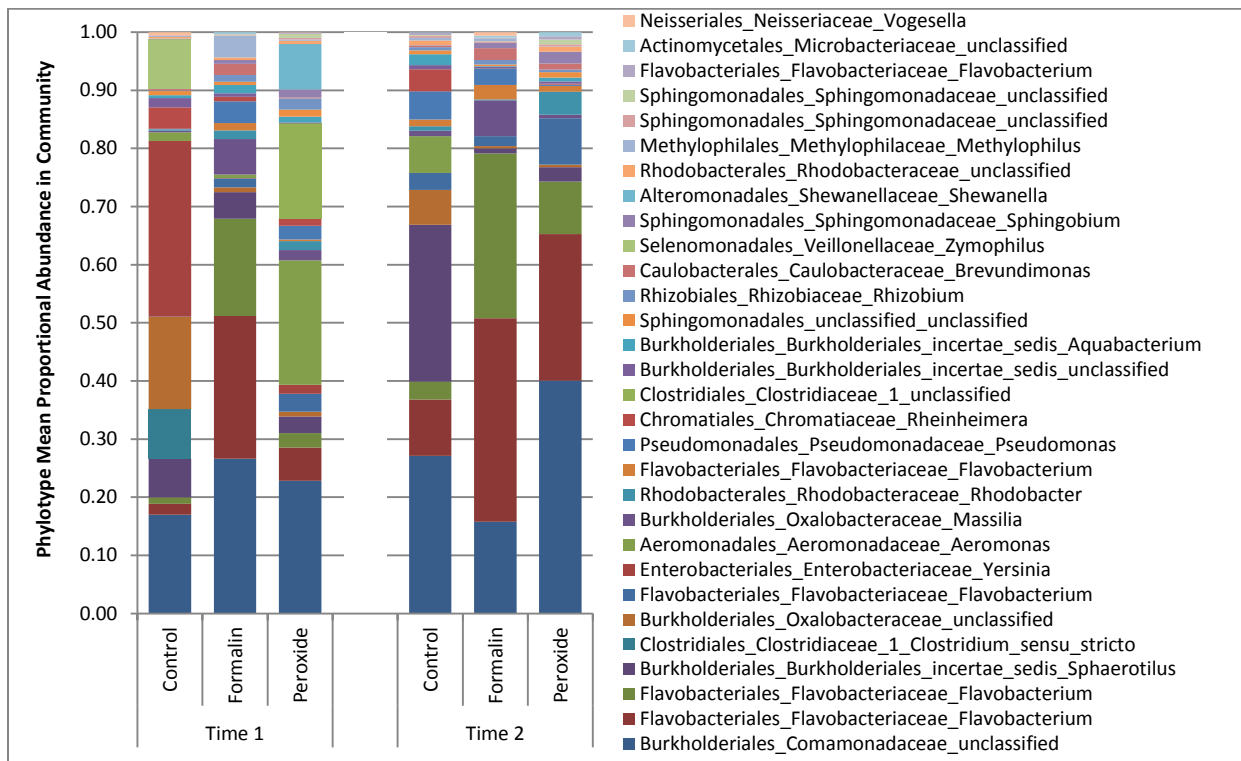 Phylotype Mean Proportional Abundance in Community
1.00
0.90
0.80
0.70
0.60
0.50
0.40
0.30
0.20
0.10
0.00
Control
Formalin
Peroxide
Control
Formalin
Peroxide
Time 1
Time 2
Neisseriales_Neisseriaceae_Vogesella
Actinomycetales_Microbacteriaceae_unclassified
Flavobacteriales_Flavobacteriaceae_Flavobacterium
Sphingomonadales_Sphingomonadaceae_unclassified
Sphingomonadales_Sphingomonadaceae_unclassified
Methylophilales_Methylophilaceae_Methylophilus
Rhodobacterales_Rhodobacteraceae_unclassified
Alteromonadales_Shewanellaceae_Shewanella
Sphingomonadales_Sphingomonadaceae_Sphingobium
Selenomonadales_Veillonellaceae_Zymophilus
Caulobacterales_Caulobacteraceae_Brevundimonas
Rhizobiales_Rhizobiaceae_Rhizobium
Sphingomonadales_unclassified_unclassified
Burkholderiales_Burkholderiales_incertae_sedis_Aquabacterium
Burkholderiales_Burkholderiales_incertae_sedis_unclassified
Clostridiales_Clostridiaceae_1_unclassified
Chromatiales_Chromatiaceae_Rheinheimera
Pseudomonadales_Pseudomonadaceae_Pseudomonas
Flavobacteriales_Flavobacteriaceae_Flavobacterium
Rhodobacterales_Rhodobacteraceae_Rhodobacter
Burkholderiales_Oxalobacteraceae_Massilia
Aeromonadales_Aeromonadaceae_Aeromonas
Enterobacteriales_Enterobacteriaceae_Yersinia
Flavobacteriales_Flavobacteriaceae_Flavobacterium
Burkholderiales_Oxalobacteraceae_unclassified
Clostridiales_Clostridiaceae_1_Clostridium_sensu_stricto
Burkholderiales_Burkholderiales_incertae_sedis_Sphaerotilus
Flavobacteriales_Flavobacteriaceae_Flavobacterium
Flavobacteriales_Flavobacteriaceae_Flavobacterium
Burkholderiales_Comamonadaceae_unclassified